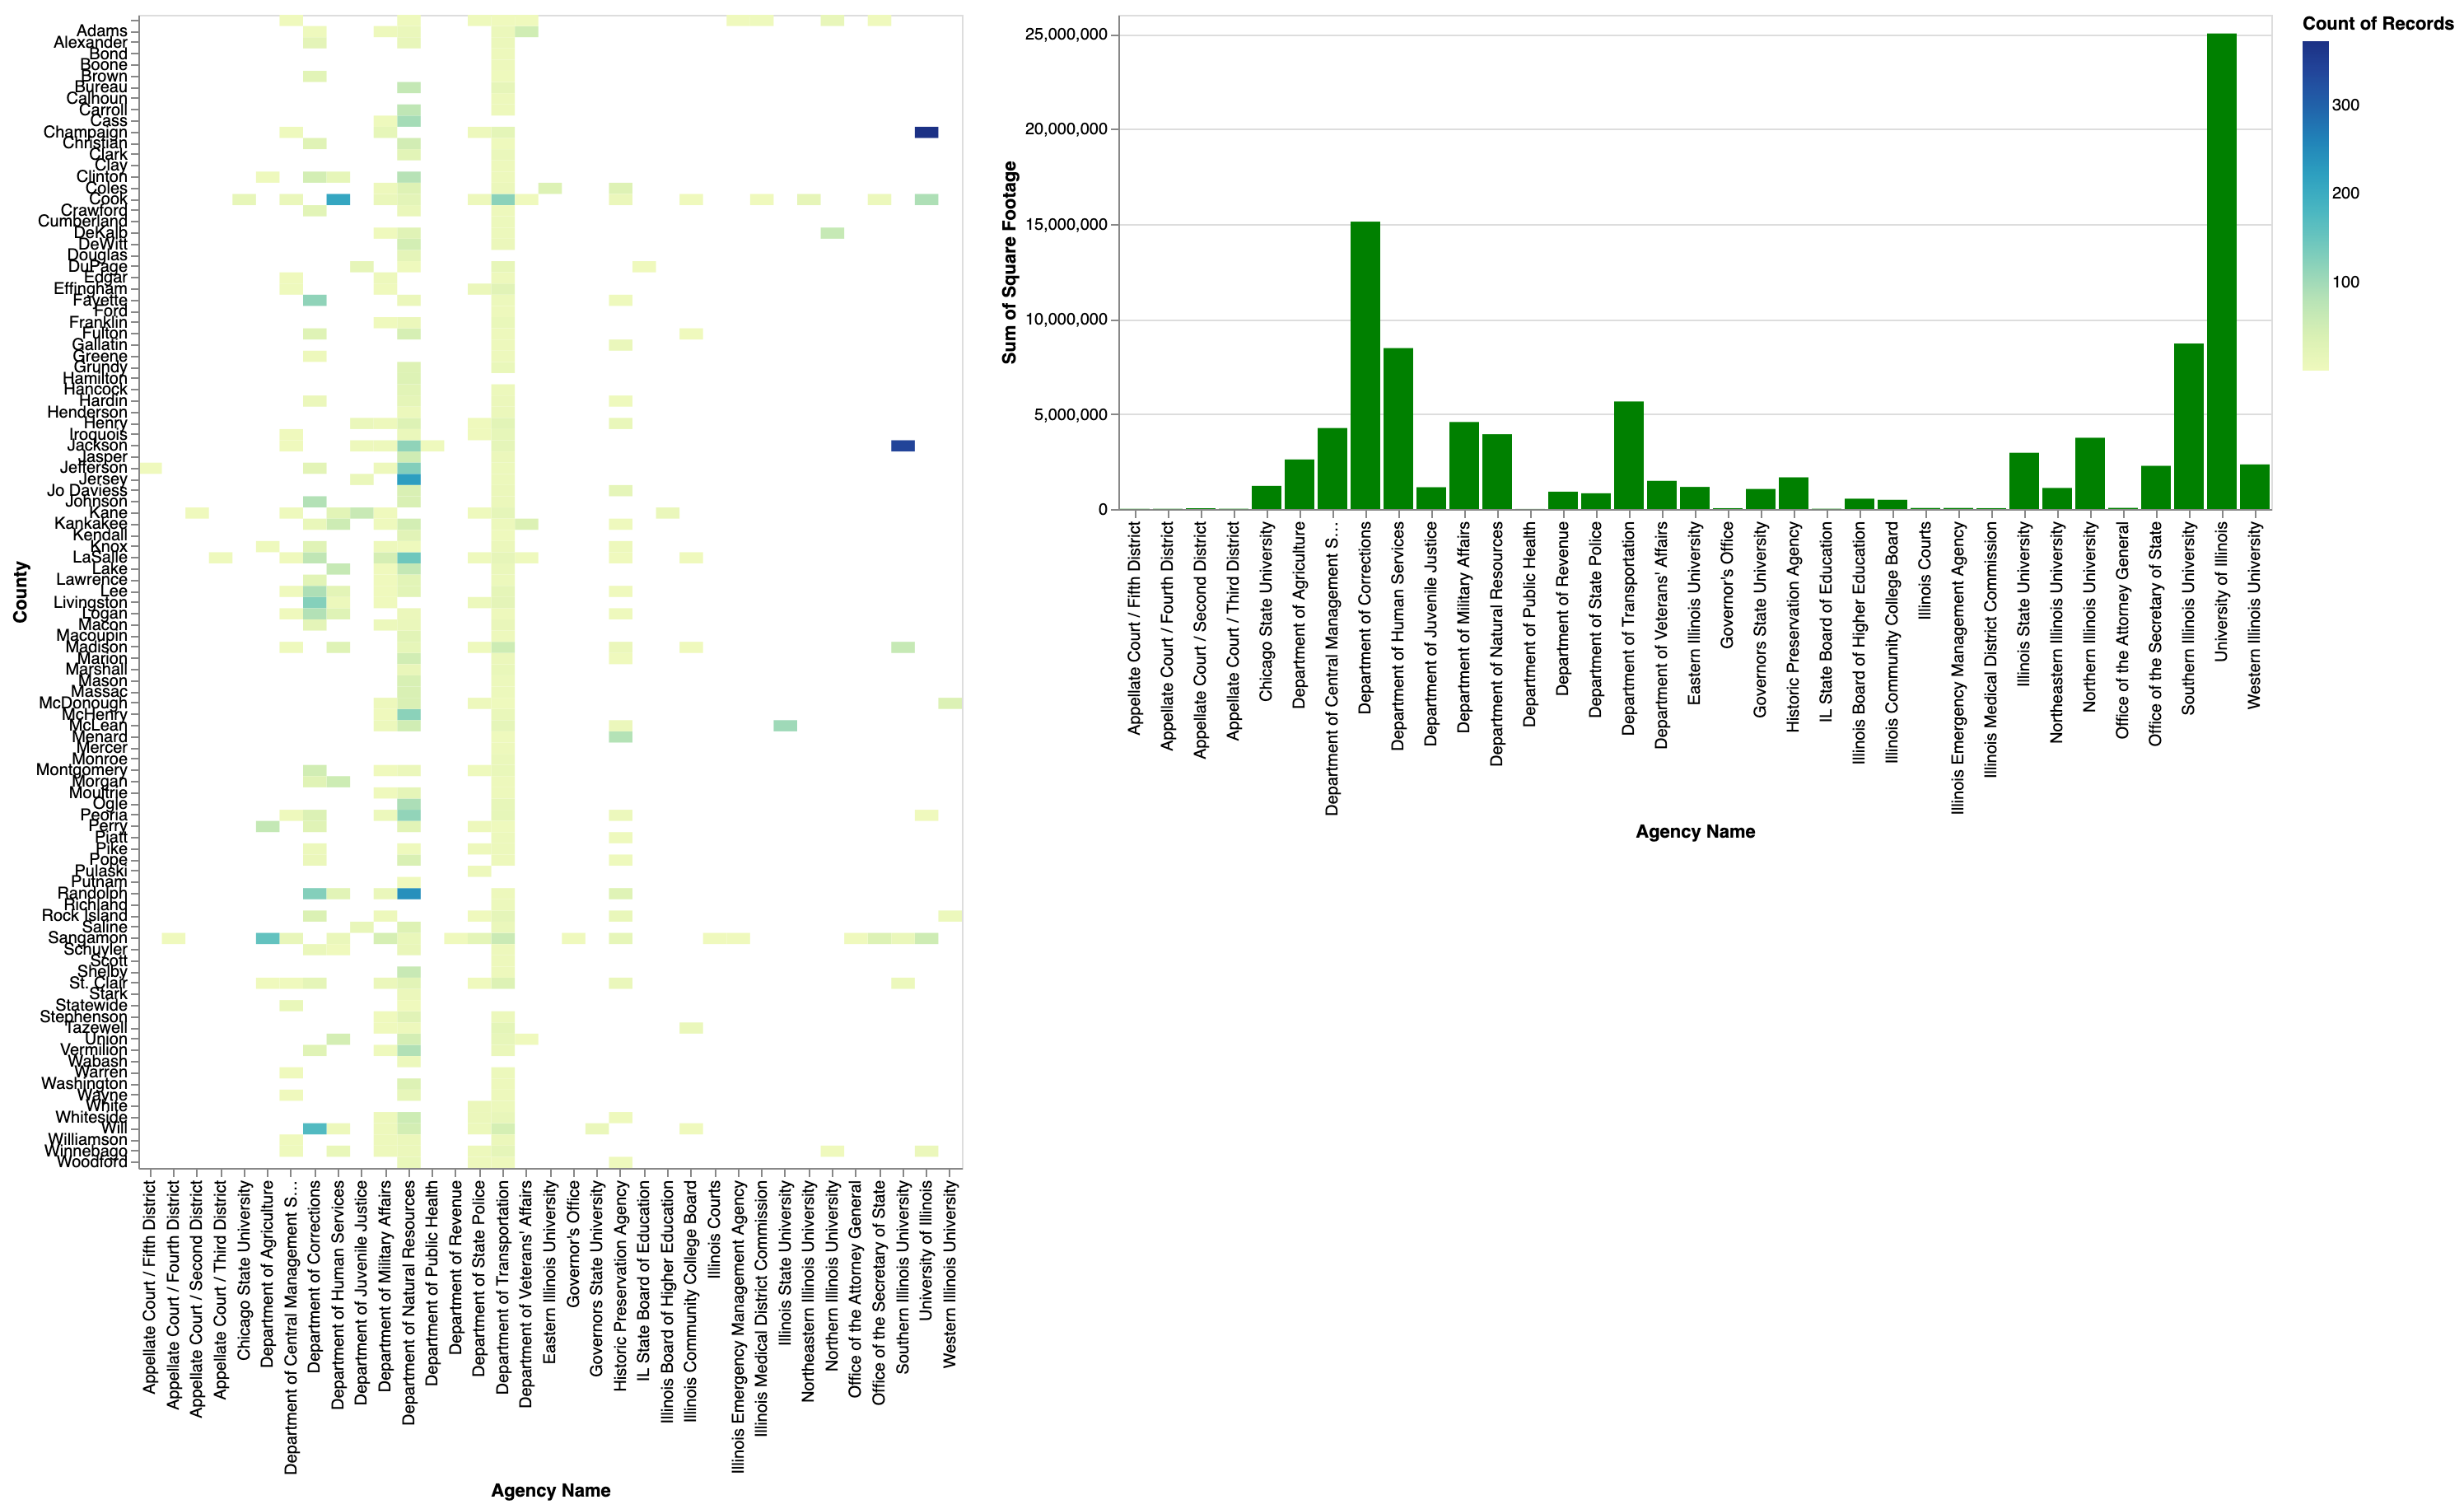 County
Adams
Alexander
Bond
Boone
Brown
Bureau
Calhoun
Carroll
Cass
Champaign
Christian
Clark
Clay
Clinton
Coles
Cook
Crawford
Cumberland
DeKalb
DeWitt
Douglas
DuPage
Edgar
Effingham
Fayette
Ford
Franklin
Fulton
Gallatin
Greene
Grundy
Hamilton
Hancock
Hardin
Henderson
Henry
Iroquois
Jackson
Jasper
Jefferson
Jersey
Jo Daviess
Johnson
Kane
Kankakee
Kendall
Knox
LaSalle
Lake
Lawrence
Lee
Livingston
Logan
Macon
Macoupin
Madison
Marion
Marshall
Mason
Massac
McDonough
McHenry
McLean
Menard
Mercer
Monroe
Montgomery
Morgan
Moultrie
Ogle
Peoria
Perry
Piatt
Pike
Pope
Pulaski
Putnam
Randolph
Richland
Rock Island
Saline
Sangamon
Schuyler
Scott
Shelby
St. Clair
Stark
Statewide
Stephenson
Tazewell
Union
Vermilion
Wabash
Warren
Washington
Wayne
White
Whiteside
Will
Williamson
Winnebago
Woodford
Appellate Court / Fifth District
Appellate Court / Fourth District
Appellate Court / Second District
Appellate Court / Third District
Chicago State University
Department of Agriculture
Department of Central Management S…
Department of Corrections
Department of Human Services
Department of Juvenile Justice
Department of Military Affairs
Department of Natural Resources
Department of Public Health
Department of Revenue
Department of State Police
Department of Transportation
Department of Veterans' Affairs
Eastern Illinois University
Governor's Office
Governors State University
Historic Preservation Agency
IL State Board of Education
Illinois Board of Higher Education
Illinois Community College Board
Illinois Courts
Illinois Emergency Management Agency
Illinois Medical District Commission
Illinois State University
Northeastern Illinois University
Northern Illinois University
Office of the Attorney General
Office of the Secretary of State
Southern Illinois University
University of Illinois
Western Illinois University
Agency Name
Sum of Square Footage
25,000,000
20,000,000
15,000,000
10,000,000
5,000,000
0
Appellate Court / Fifth District
Appellate Court / Fourth District
Appellate Court / Second District
Appellate Court / Third District
Chicago State University
Department of Agriculture
Department of Central Management S…
Department of Corrections
Department of Human Services
Department of Juvenile Justice
Department of Military Affairs
Department of Natural Resources
Department of Public Health
Department of Revenue
Department of State Police
Department of Transportation
Department of Veterans' Affairs
Eastern Illinois University
Governor's Office
Governors State University
Historic Preservation Agency
IL State Board of Education
Illinois Board of Higher Education
Illinois Community College Board
Illinois Courts
Illinois Emergency Management Agency
Illinois Medical District Commission
Illinois State University
Northeastern Illinois University
Northern Illinois University
Office of the Attorney General
Office of the Secretary of State
Southern Illinois University
University of Illinois
Western Illinois University
Agency Name
Count of Records
300
200
100